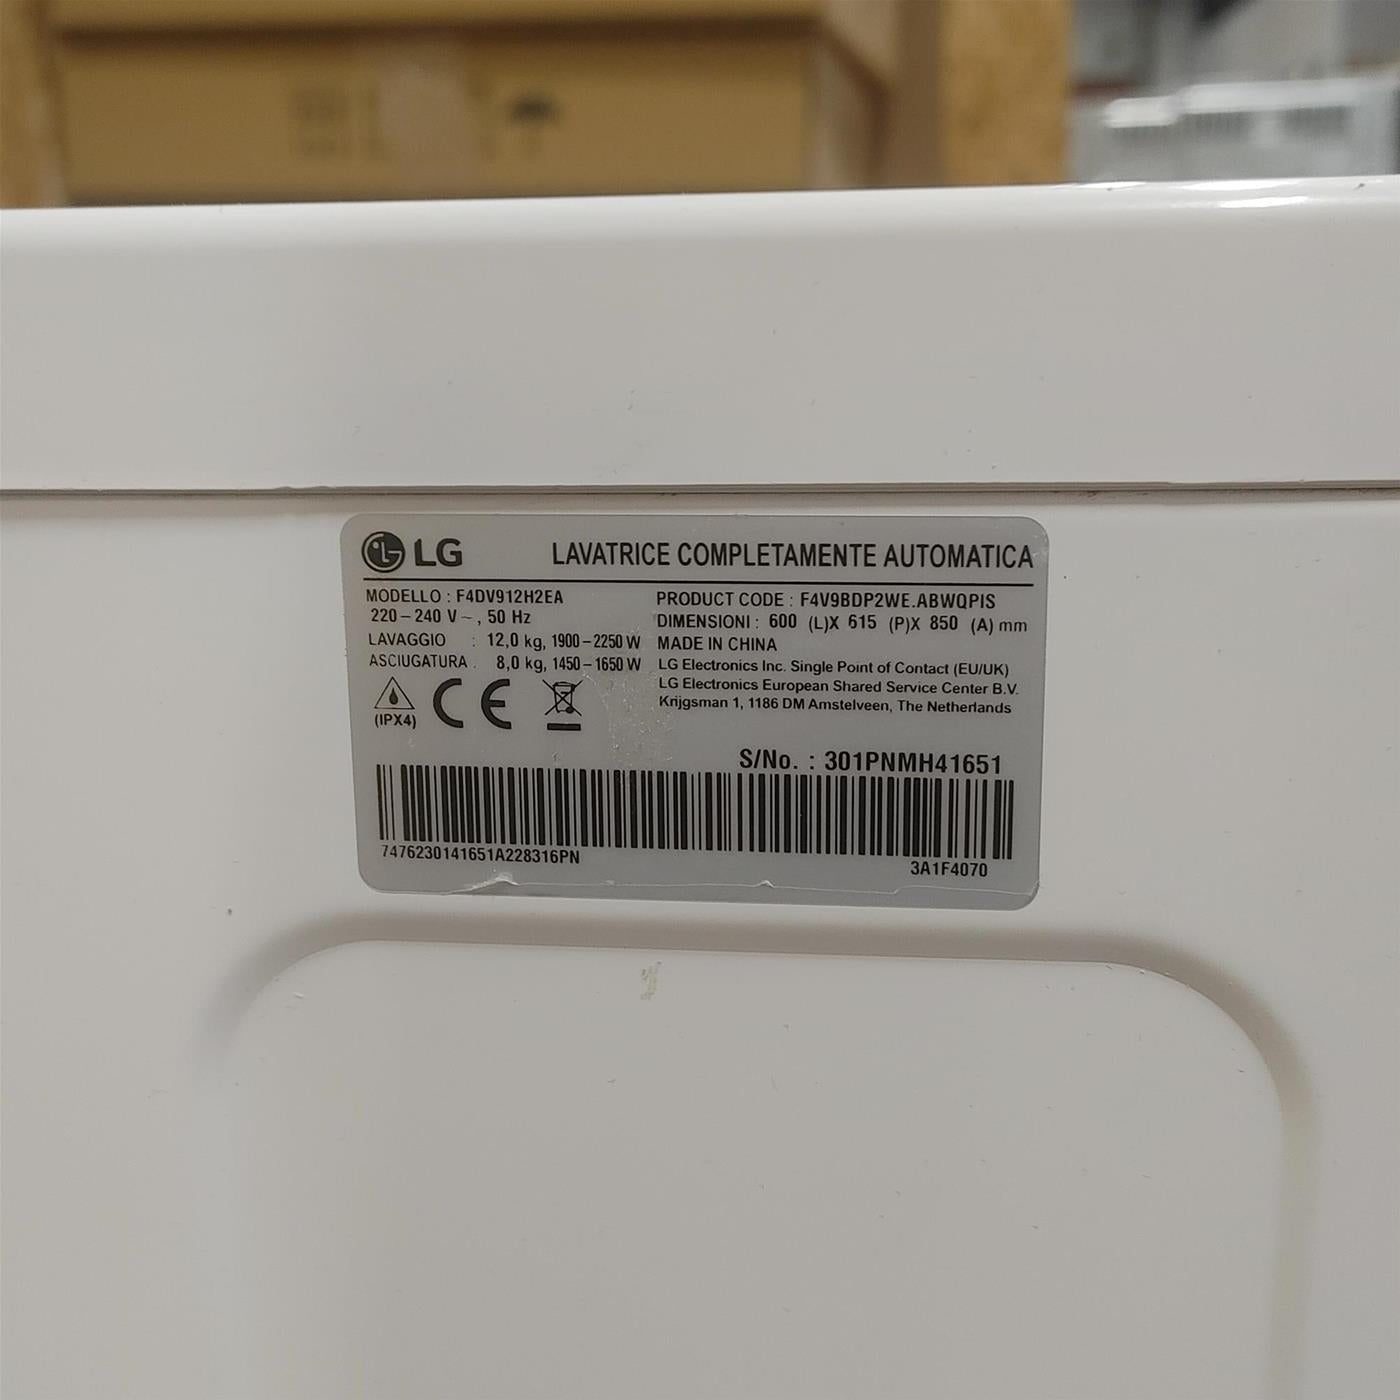 LG LAVATRICE COMPLETAMENTE AUTOMATICA
MODELLO : F4DV912H2EA
220–240 V ~, 50 Hz
LAVAGGIO : 12,0 kg, 1900–2250 W
ASCIUGATURA : 8,0 kg, 1450–1650 W
(IPX4) CE
PRODUCT CODE : F4V9BDP2WE.ABWQPIS
DIMENSIONI : 600 (L)X 615 (P)X 850 (A) mm
MADE IN CHINA
LG Electronics Inc. Single Point of Contact (EU/UK)
LG Electronics European Shared Service Center B.V.
Krijgsman 1, 1186 DM Amstelveen, The Netherlands
S/No. : 301PNMH41651
7476230141651A228316PN
3A1F4070